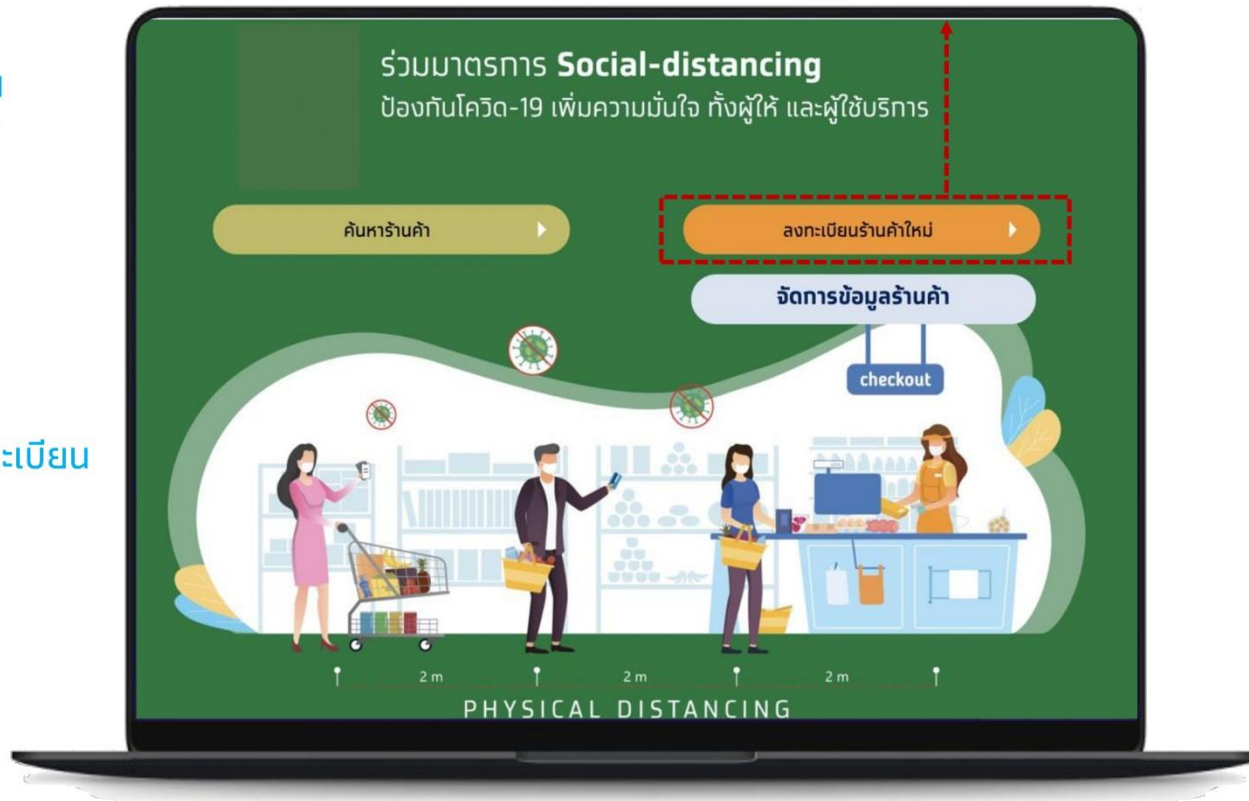 ร่วมมาตรการ Social-distancing
ป้องกันโควิด-19 เพิ่มความมั่นใจ ทั้งผู้ให้ และผู้ใช้บริการ
ค้นหาร้านค้า
ลงทะเบียนร้านค้าใหม่
จัดการข้อมูลร้านค้า
checkout
ะเบียน
2 m 2 m 2 m
PHYSICAL DISTANCING